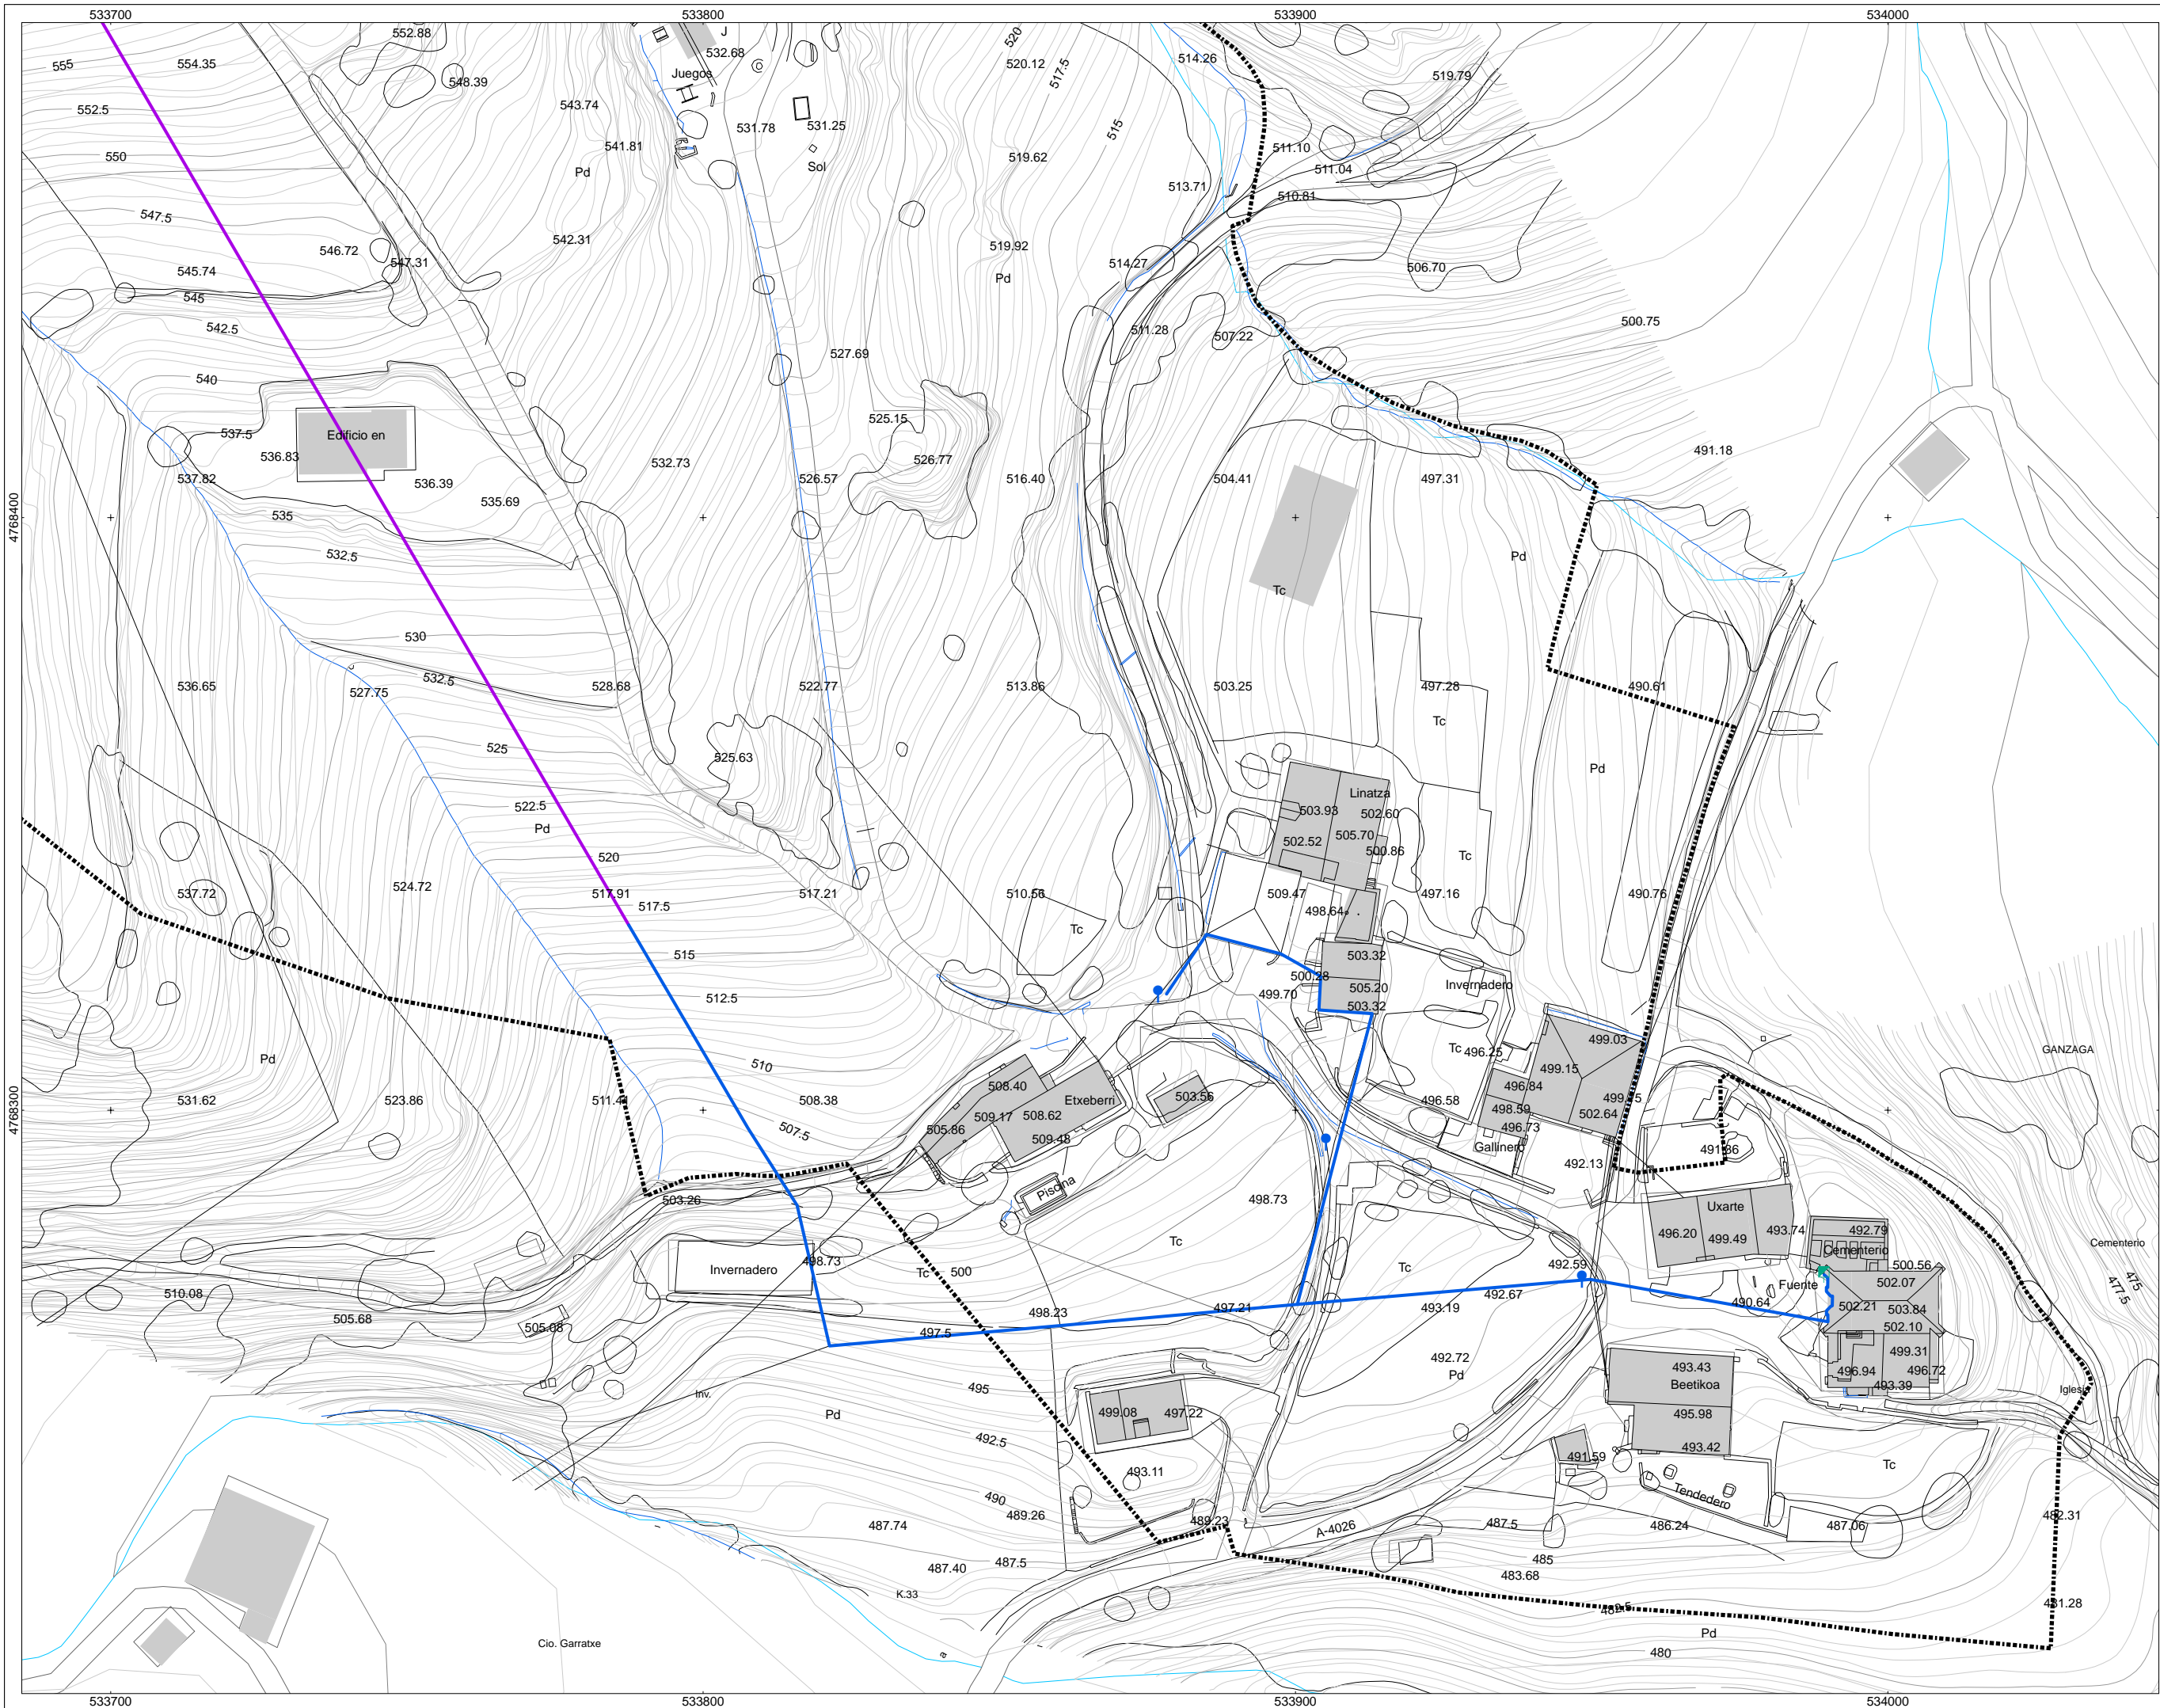 533700 533800 533900 534000
552.88 J
555 554.35 532.68 520 520.12 514.26
548.39 Juegos 517.5 519.79
552.5 543.74 531.78 531.25 515
550 541.81 Pd Sol 519.62 511.10 511.04
513.71 510.81
547.5 542.31 519.92
546.72 547.31 Pd 514.27 506.70
545.74
545
542.5 511.28 507.22 500.75
527.69
540
537.5 Edificio en 525.15
536.83 532.73 526.77 491.18
537.82 536.39 526.57 516.40 504.41 497.31
4768400 535 535.69
532.5 Pd
Tc
530
536.65 527.75 532.5 528.68 522.77 513.86 503.25 497.28 490.61
Tc
525 525.63 Pd
522.5 Linatza
Pd 503.93 502.60
505.70
520 502.52 500.86 Tc
537.72 524.72 517.91 517.5 517.21 510.56 509.47 497.16 490.76
498.64
Tc
515 503.32
500.28 Invernadero
512.5 499.70 505.20
503.32
499.03
Pd Tc 496.25 GANZAGA
510 499.15
508.40 496.84
4768300 531.62 523.86 511.41 508.38 Etxeberri 503.56 496.58
509.17 508.62 498.59 502.64
505.86 507.5 509.48 496.73
Gallinero 491.86
492.13
503.26 Piscina 498.73
Uxarte
496.20 499.49 493.74 492.79
Tc Cementerio Cementerio
Invernadero 498.73 Tc 500 Tc 492.59 500.56
510.08 Fuente 502.07 475
505.68 498.23 497.21 493.19 492.67 490.64 502.21 503.84 477.5
505.08 497.5 502.10
492.72 499.31
Pd 493.43 496.94 496.72
Inv. 495 Beetikoa 493.39
Pd 499.08 497.22 495.98
492.5 493.42
493.11 491.59 Tc
490 Tendedero
489.26 489.23 482.31
487.74 A-4026 487.5 486.24 487.06
487.40 487.5 485
483.68
K.33 482.5 481.28
Cio. Garratxe Pd
480
533700 533800 533900 534000